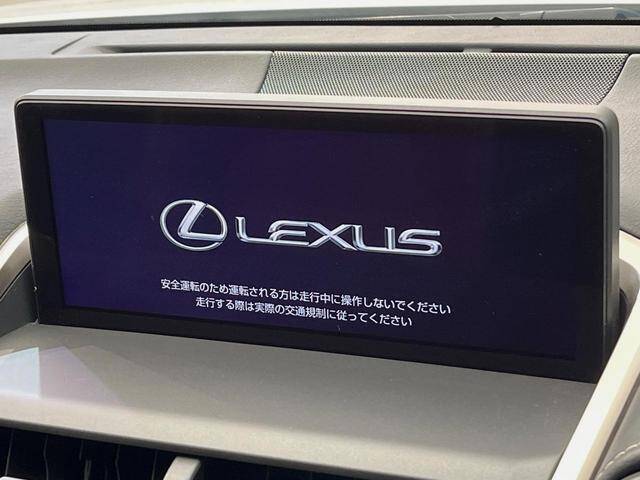 LEXUS
安全運転のため運転される方は走行中に操作しないでください
走行する際は実際の交通規制に従ってください